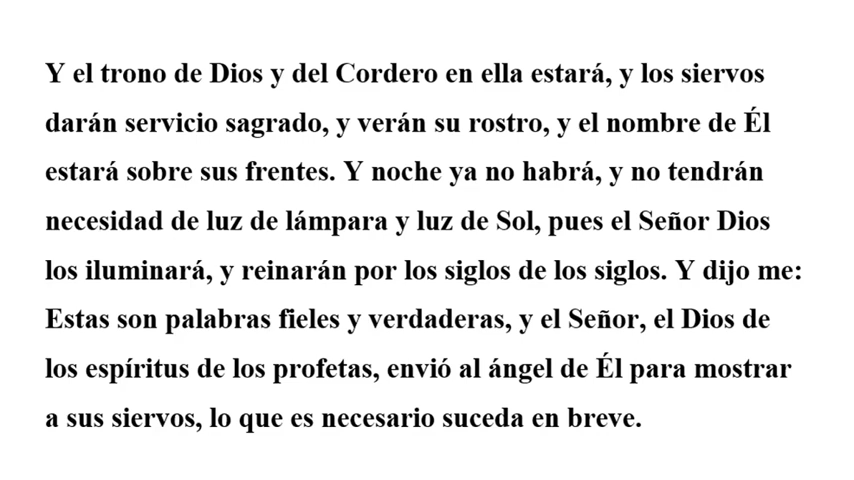 Y el trono de Dios y del Cordero en ella estará, y los siervos
darán servicio sagrado, y verán su rostro, y el nombre de Él
estará sobre sus frentes. Y noche ya no habrá, y no tendrán
necesidad de luz de lámpara y luz de Sol, pues el Señor Dios
los iluminará, y reinarán por los siglos de los siglos. Y dijo me:
Estas son palabras fieles y verdaderas, y el Señor, el Dios de
los espíritus de los profetas, envió al ángel de Él para mostrar
a sus siervos, lo que es necesario suceda en breve.